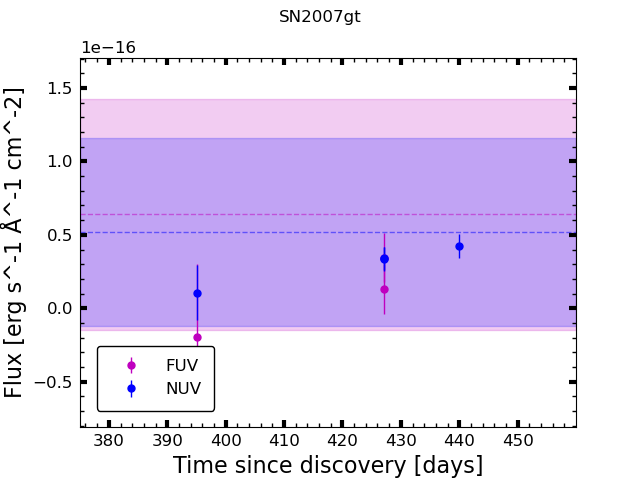 SN2007gt
1e−16
1.5
1.0
0.5
0.0
−0.5
Flux [erg s^-1 Å^-1 cm^-2]
FUV
NUV
380 390 400 410 420 430 440 450
Time since discovery [days]